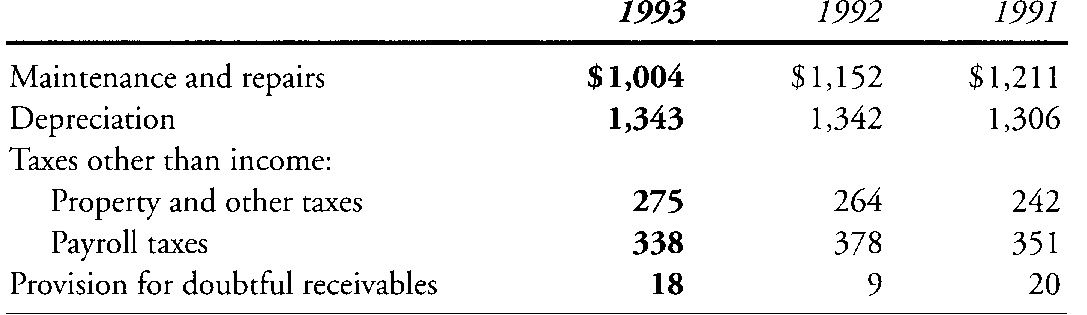 1993 1992 1991
Maintenance and repairs $1,004 $1,152 $1,211
Depreciation 1,343 1,342 1,306
Taxes other than income:
Property and other taxes 275 264 242
Payroll taxes 338 378 351
Provision for doubtful receivables 18 9 20